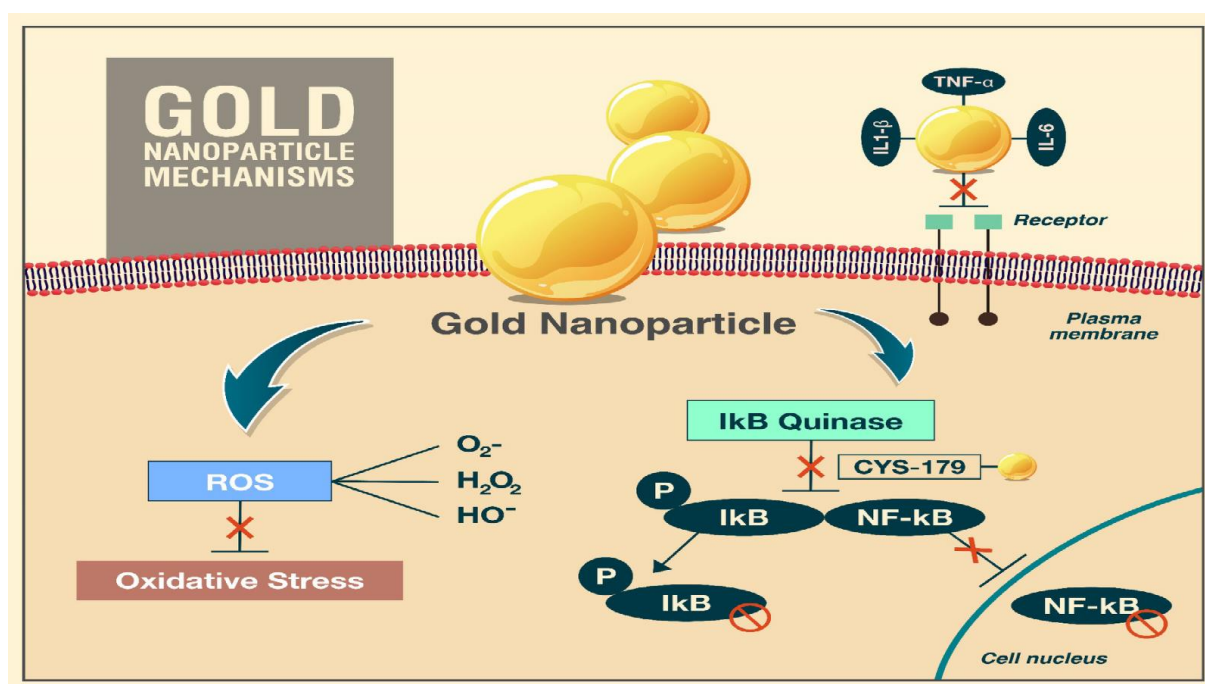 GOLD
NANOPARTICLE
MECHANISMS
TNF-α
IL1-β
IL-6
Receptor
Plasma
membrane
Gold Nanoparticle
IkB Quinase
CYS-179
ROS
O₂-
H₂O₂
HO⁻
P
IkB
NF-kB
Oxidative Stress
P
IkB
NF-kB
Cell nucleus